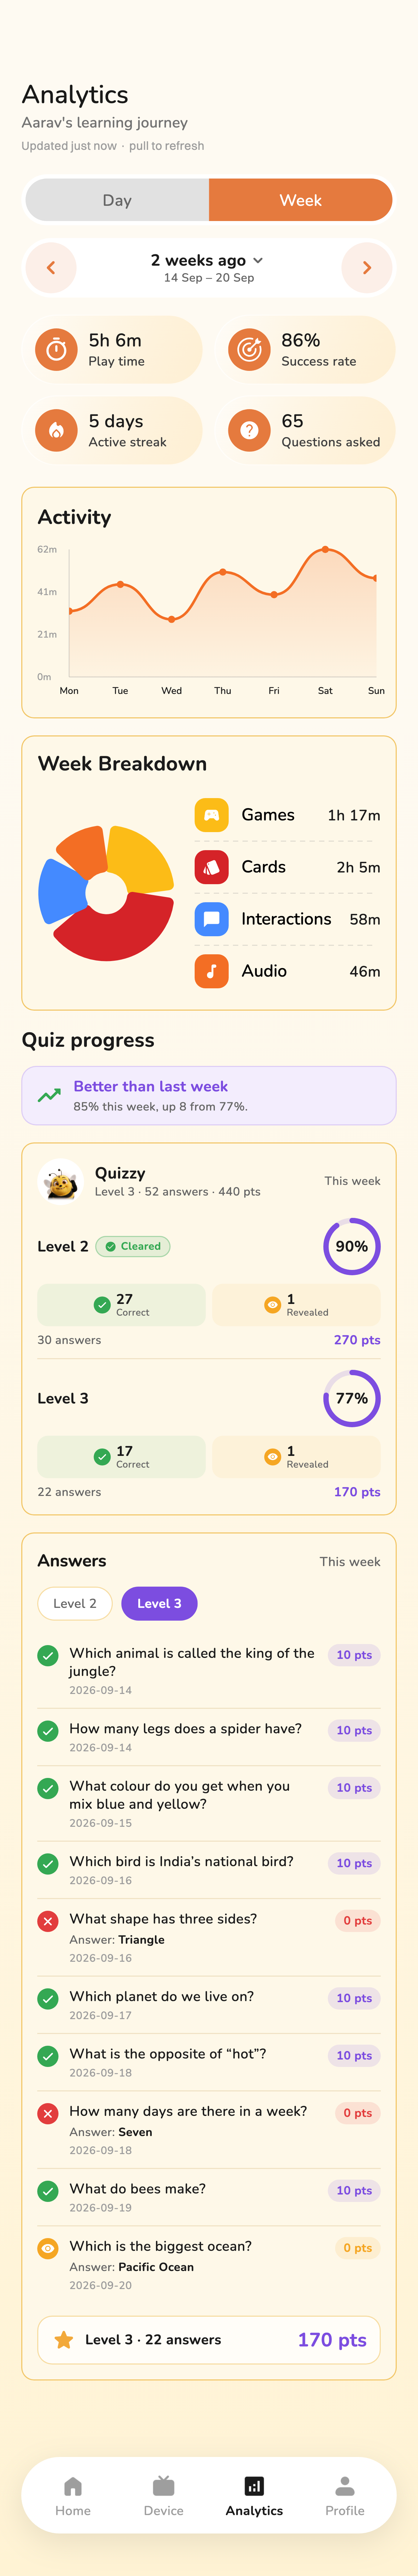 Analytics
Aarav's learning journey
Updated just now · pull to refresh
Day
Week
2 weeks ago
14 Sep – 20 Sep
5h 6m
Play time
86%
Success rate
5 days
Active streak
65
Questions asked
Activity
62m
41m
21m
0m
Mon Tue Wed Thu Fri Sat Sun
Week Breakdown
Games 1h 17m
Cards 2h 5m
Interactions 58m
Audio 46m
Quiz progress
Better than last week
85% this week, up 8 from 77%.
Quizzy
Level 3 · 52 answers · 440 pts
This week
Level 2
Cleared
90%
27
Correct
1
Revealed
30 answers
270 pts
Level 3
77%
17
Correct
1
Revealed
22 answers
170 pts
Answers
This week
Level 2
Level 3
Which animal is called the king of the
jungle?
10 pts
2026-09-14
How many legs does a spider have?
10 pts
2026-09-14
What colour do you get when you
mix blue and yellow?
10 pts
2026-09-15
Which bird is India's national bird?
10 pts
2026-09-16
What shape has three sides?
0 pts
Answer: Triangle
2026-09-16
Which planet do we live on?
10 pts
2026-09-17
What is the opposite of “hot”?
10 pts
2026-09-18
How many days are there in a week?
0 pts
Answer: Seven
2026-09-18
What do bees make?
10 pts
2026-09-19
Which is the biggest ocean?
0 pts
Answer: Pacific Ocean
2026-09-20
Level 3 · 22 answers
170 pts
Home
Device
Analytics
Profile